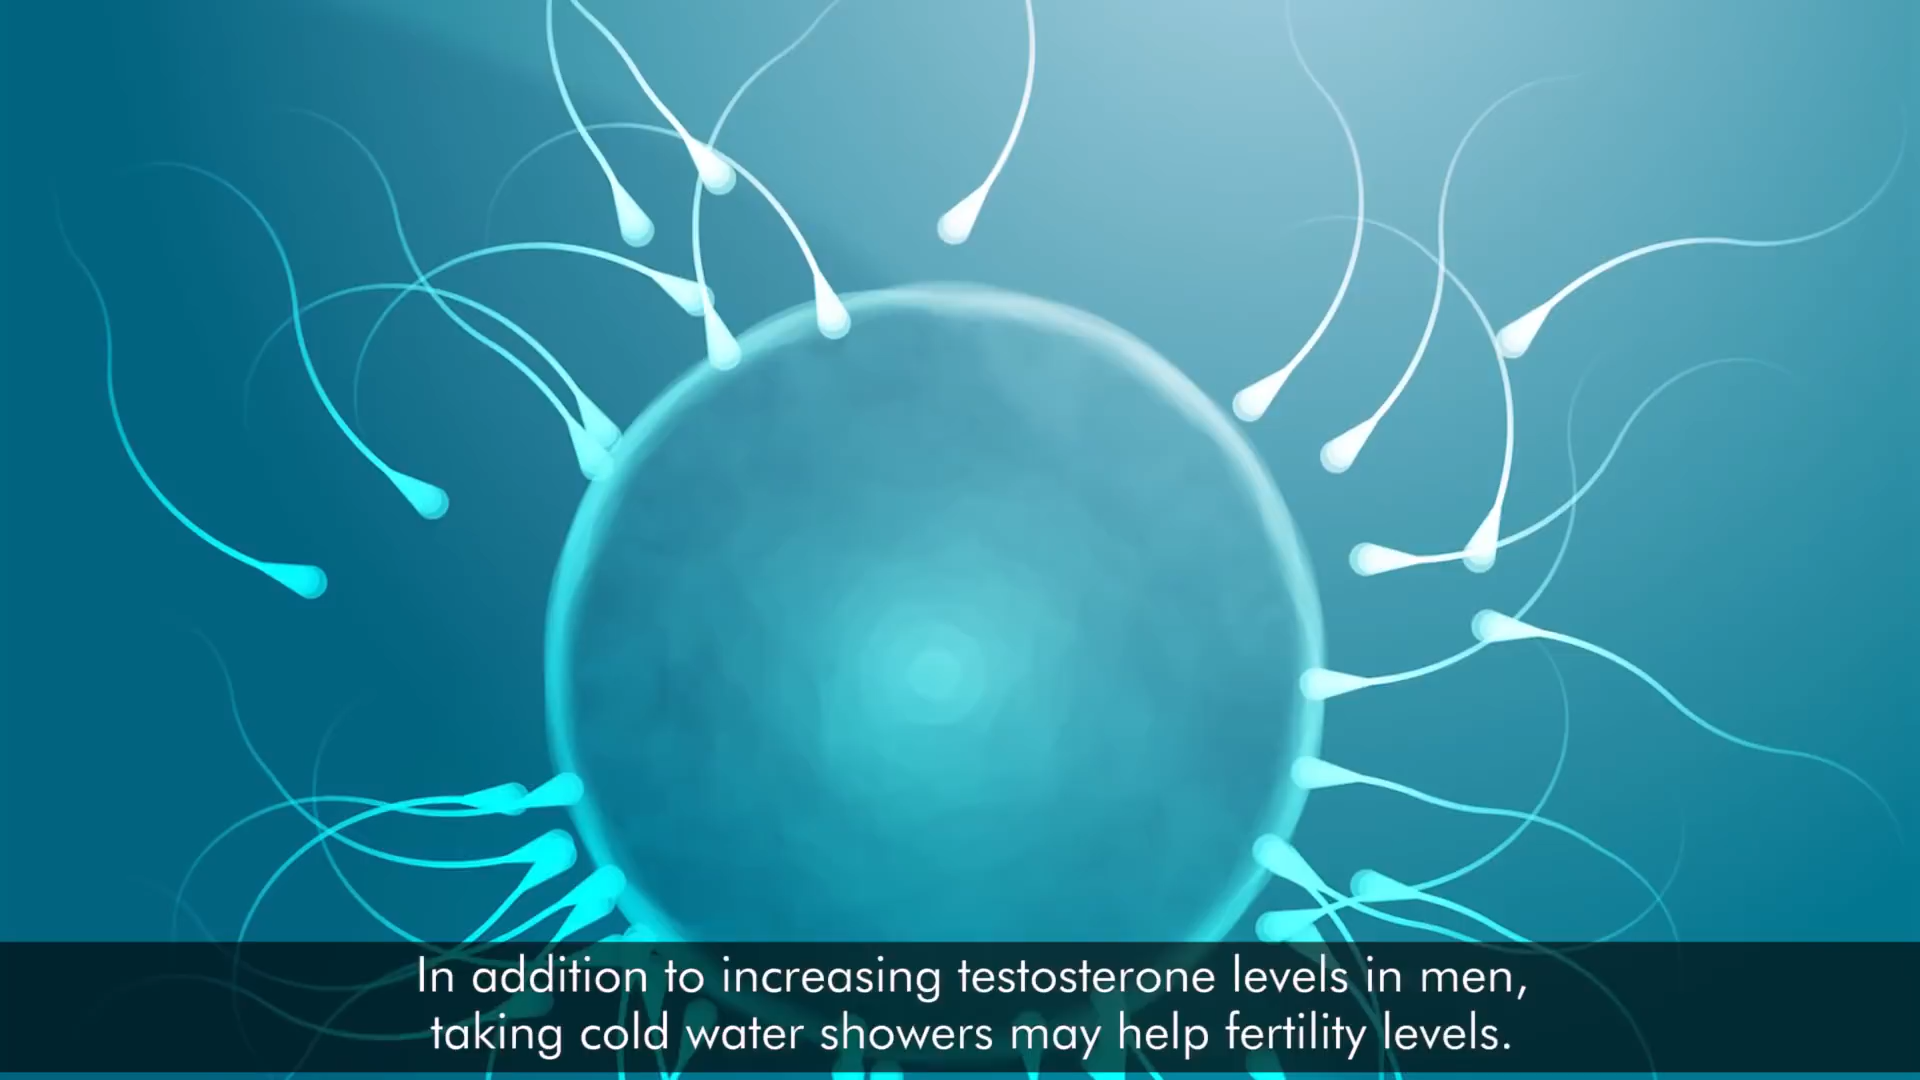 In addition to increasing testosterone levels in men,
taking cold water showers may help fertility levels.